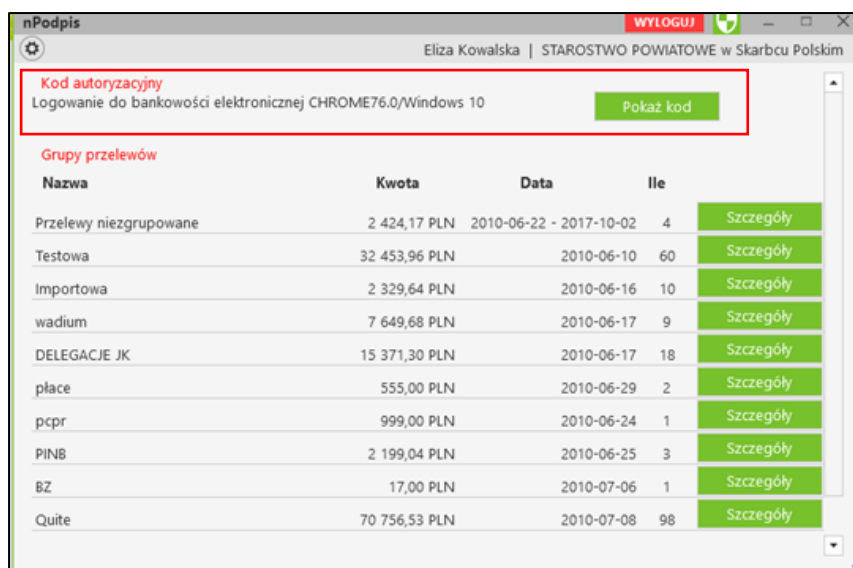 nPodpis WYLOGUJ
Eliza Kowalska | STAROSTWO POWIATOWE w Skarbcu Polskim
Kod autoryzacyjny
Logowanie do bankowości elektronicznej CHROME76.0/Windows 10 Pokaż kod
Grupy przelewów
Nazwa Kwota Data Ile
Przelewy niezgrupowane 2 424,17 PLN 2010-06-22 - 2017-10-02 4 Szczegóły
Testowa 32 453,96 PLN 2010-06-10 60 Szczegóły
Importowa 2 329,64 PLN 2010-06-16 10 Szczegóły
wadium 7 649,68 PLN 2010-06-17 9 Szczegóły
DELEGACJE JK 15 371,30 PLN 2010-06-17 18 Szczegóły
płace 555,00 PLN 2010-06-29 2 Szczegóły
pcpr 999,00 PLN 2010-06-24 1 Szczegóły
PINB 2 199,04 PLN 2010-06-25 3 Szczegóły
BZ 17,00 PLN 2010-07-06 1 Szczegóły
Quite 70 756,53 PLN 2010-07-08 98 Szczegóły